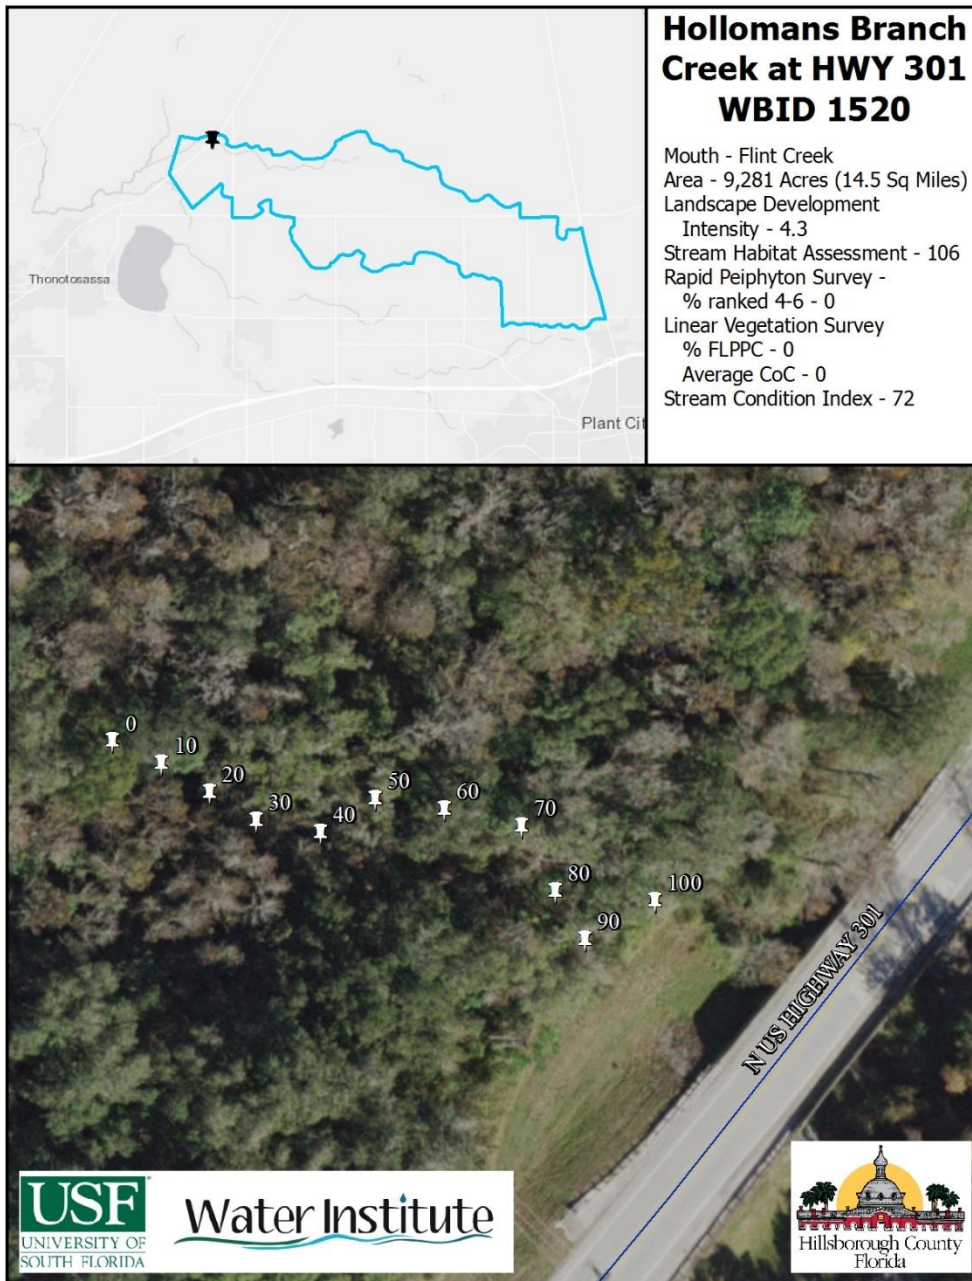 Hollomans Branch
Creek at HWY 301
WBID 1520
Mouth - Flint Creek
Area - 9,281 Acres (14.5 Sq Miles)
Landscape Development
Intensity - 4.3
Stream Habitat Assessment - 106
Rapid Peiphyton Survey -
% ranked 4-6 - 0
Linear Vegetation Survey
% FLPPC - 0
Average CoC - 0
Stream Condition Index - 72
Thonotosassa
Plant Cit
0
10
20
30
40
50
60
70
80
90
100
N US HIGHWAY 301
USF
UNIVERSITY OF
SOUTH FLORIDA
Water Institute
Hillsborough County
Florida